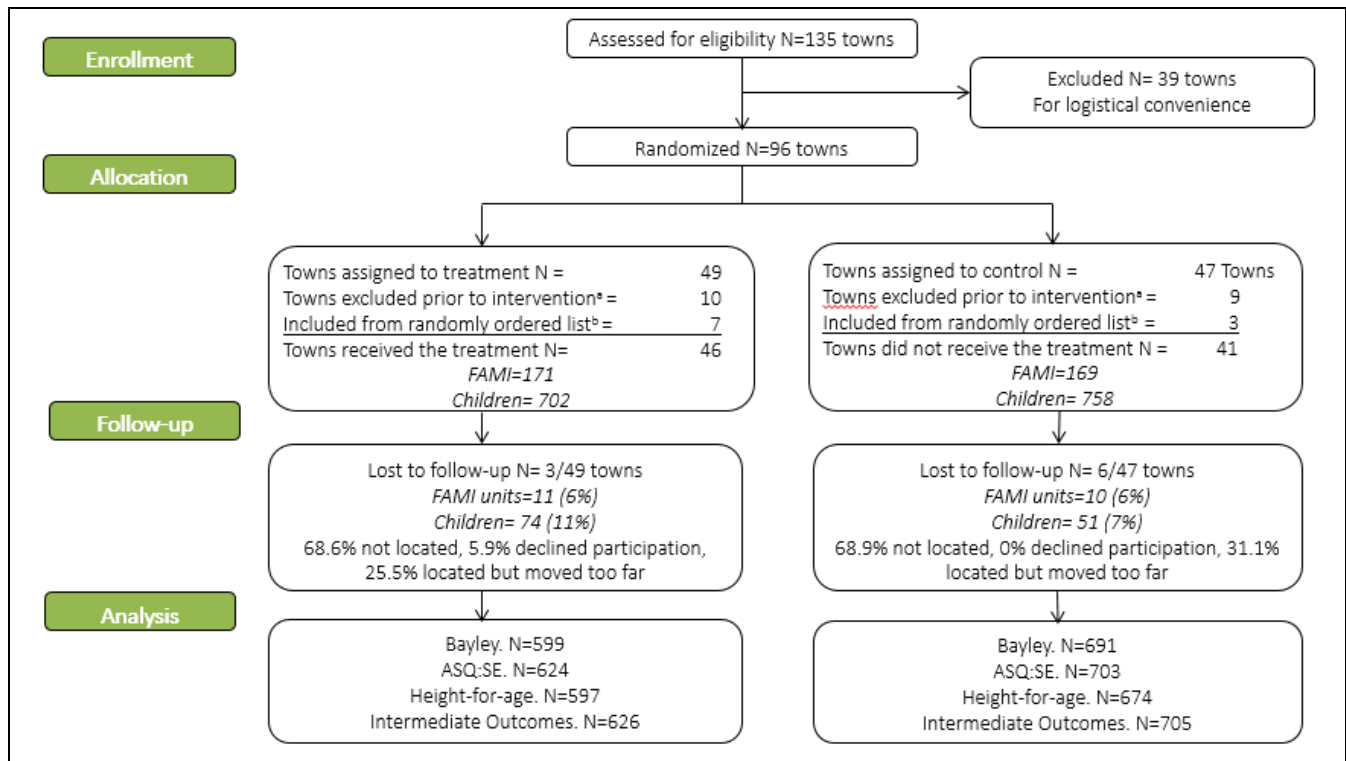 Enrollment
Assessed for eligibility N=135 towns
Excluded N= 39 towns
For logistical convenience
Randomized N=96 towns
Allocation
Towns assigned to treatment N = 49
Towns excluded prior to interventionᵃ = 10
Included from randomly ordered listᵇ = 7
Towns received the treatment N= 46
FAMI=171
Children= 702
Towns assigned to control N = 47 Towns
Towns excluded prior to interventionᵃ = 9
Included from randomly ordered listᵇ = 3
Towns did not receive the treatment N = 41
FAMI=169
Children= 758
Follow-up
Lost to follow-up N= 3/49 towns
FAMI units=11 (6%)
Children= 74 (11%)
68.6% not located, 5.9% declined participation,
25.5% located but moved too far
Lost to follow-up N= 6/47 towns
FAMI units=10 (6%)
Children= 51 (7%)
68.9% not located, 0% declined participation, 31.1%
located but moved too far
Analysis
Bayley. N=599
ASQ:SE. N=624
Height-for-age. N=597
Intermediate Outcomes. N=626
Bayley. N=691
ASQ:SE. N=703
Height-for-age. N=674
Intermediate Outcomes. N=705